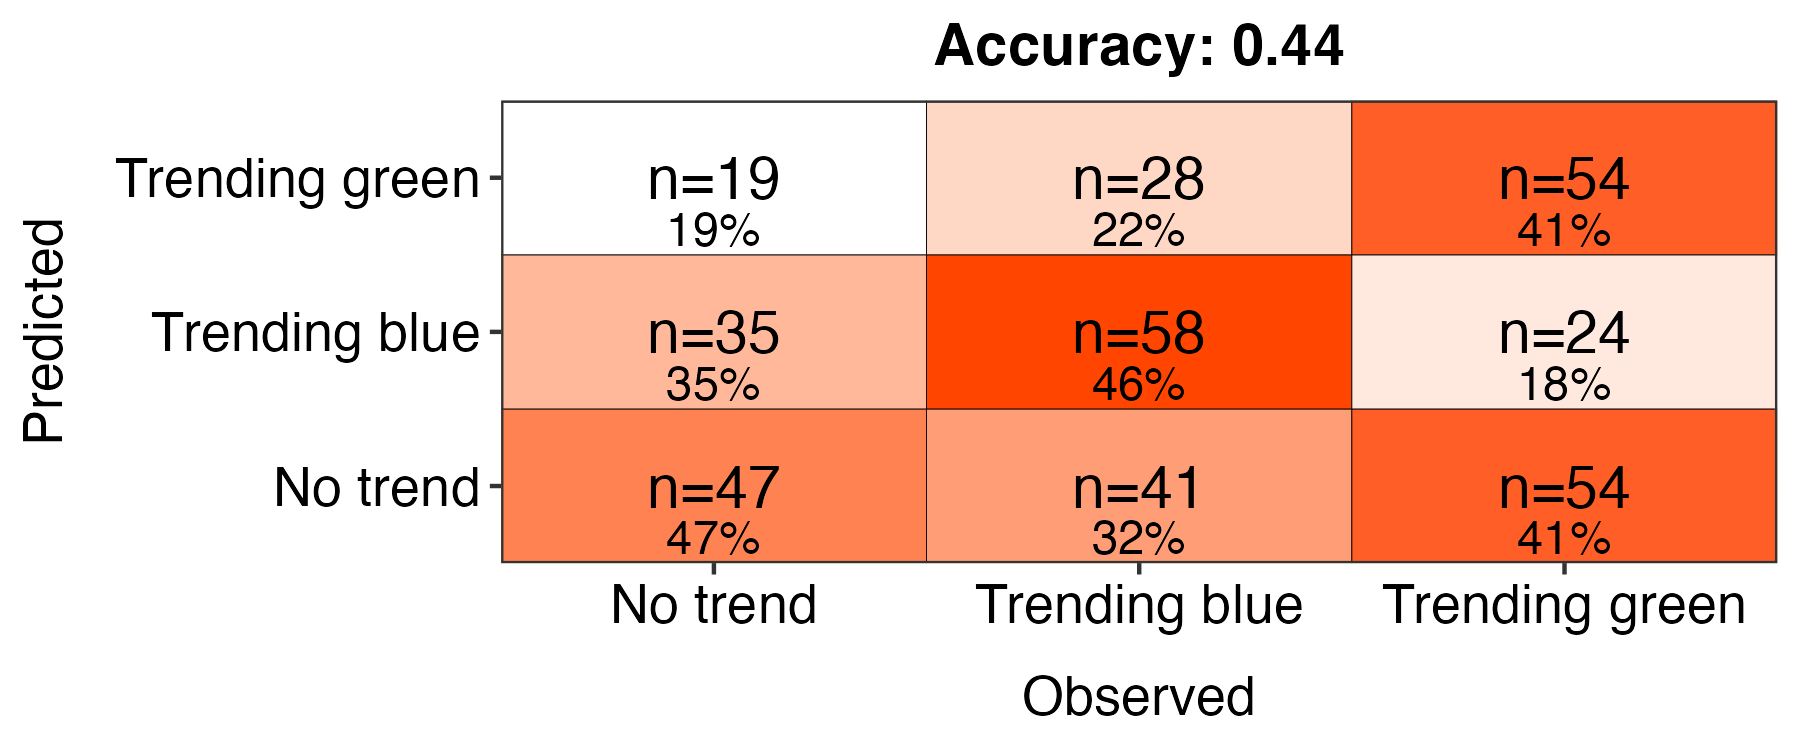 Accuracy: 0.44
Predicted
Trending green
n=19
19%
n=28
22%
n=54
41%
Trending blue
n=35
35%
n=58
46%
n=24
18%
No trend
n=47
47%
n=41
32%
n=54
41%
No trend
Trending blue
Trending green
Observed